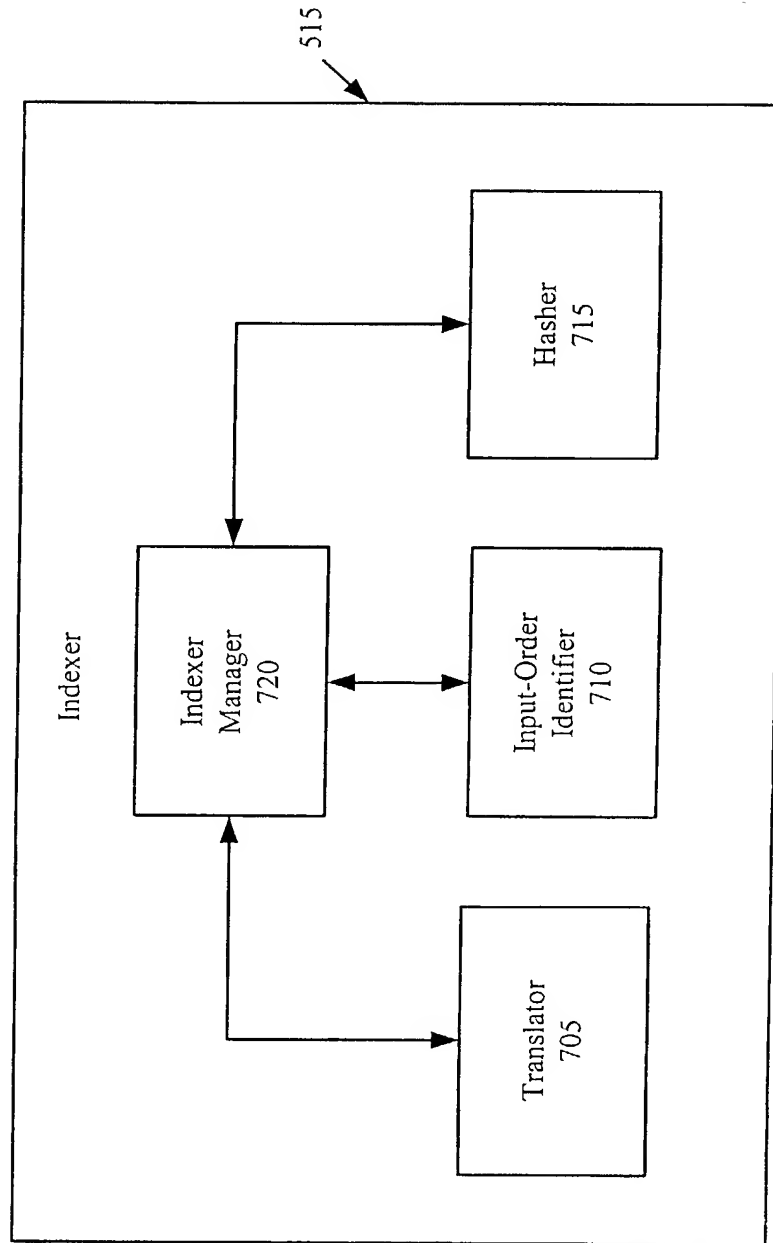 515
Indexer
Indexer
Manager
720
Translator
705
Input-Order
Identifier
710
Hasher
715